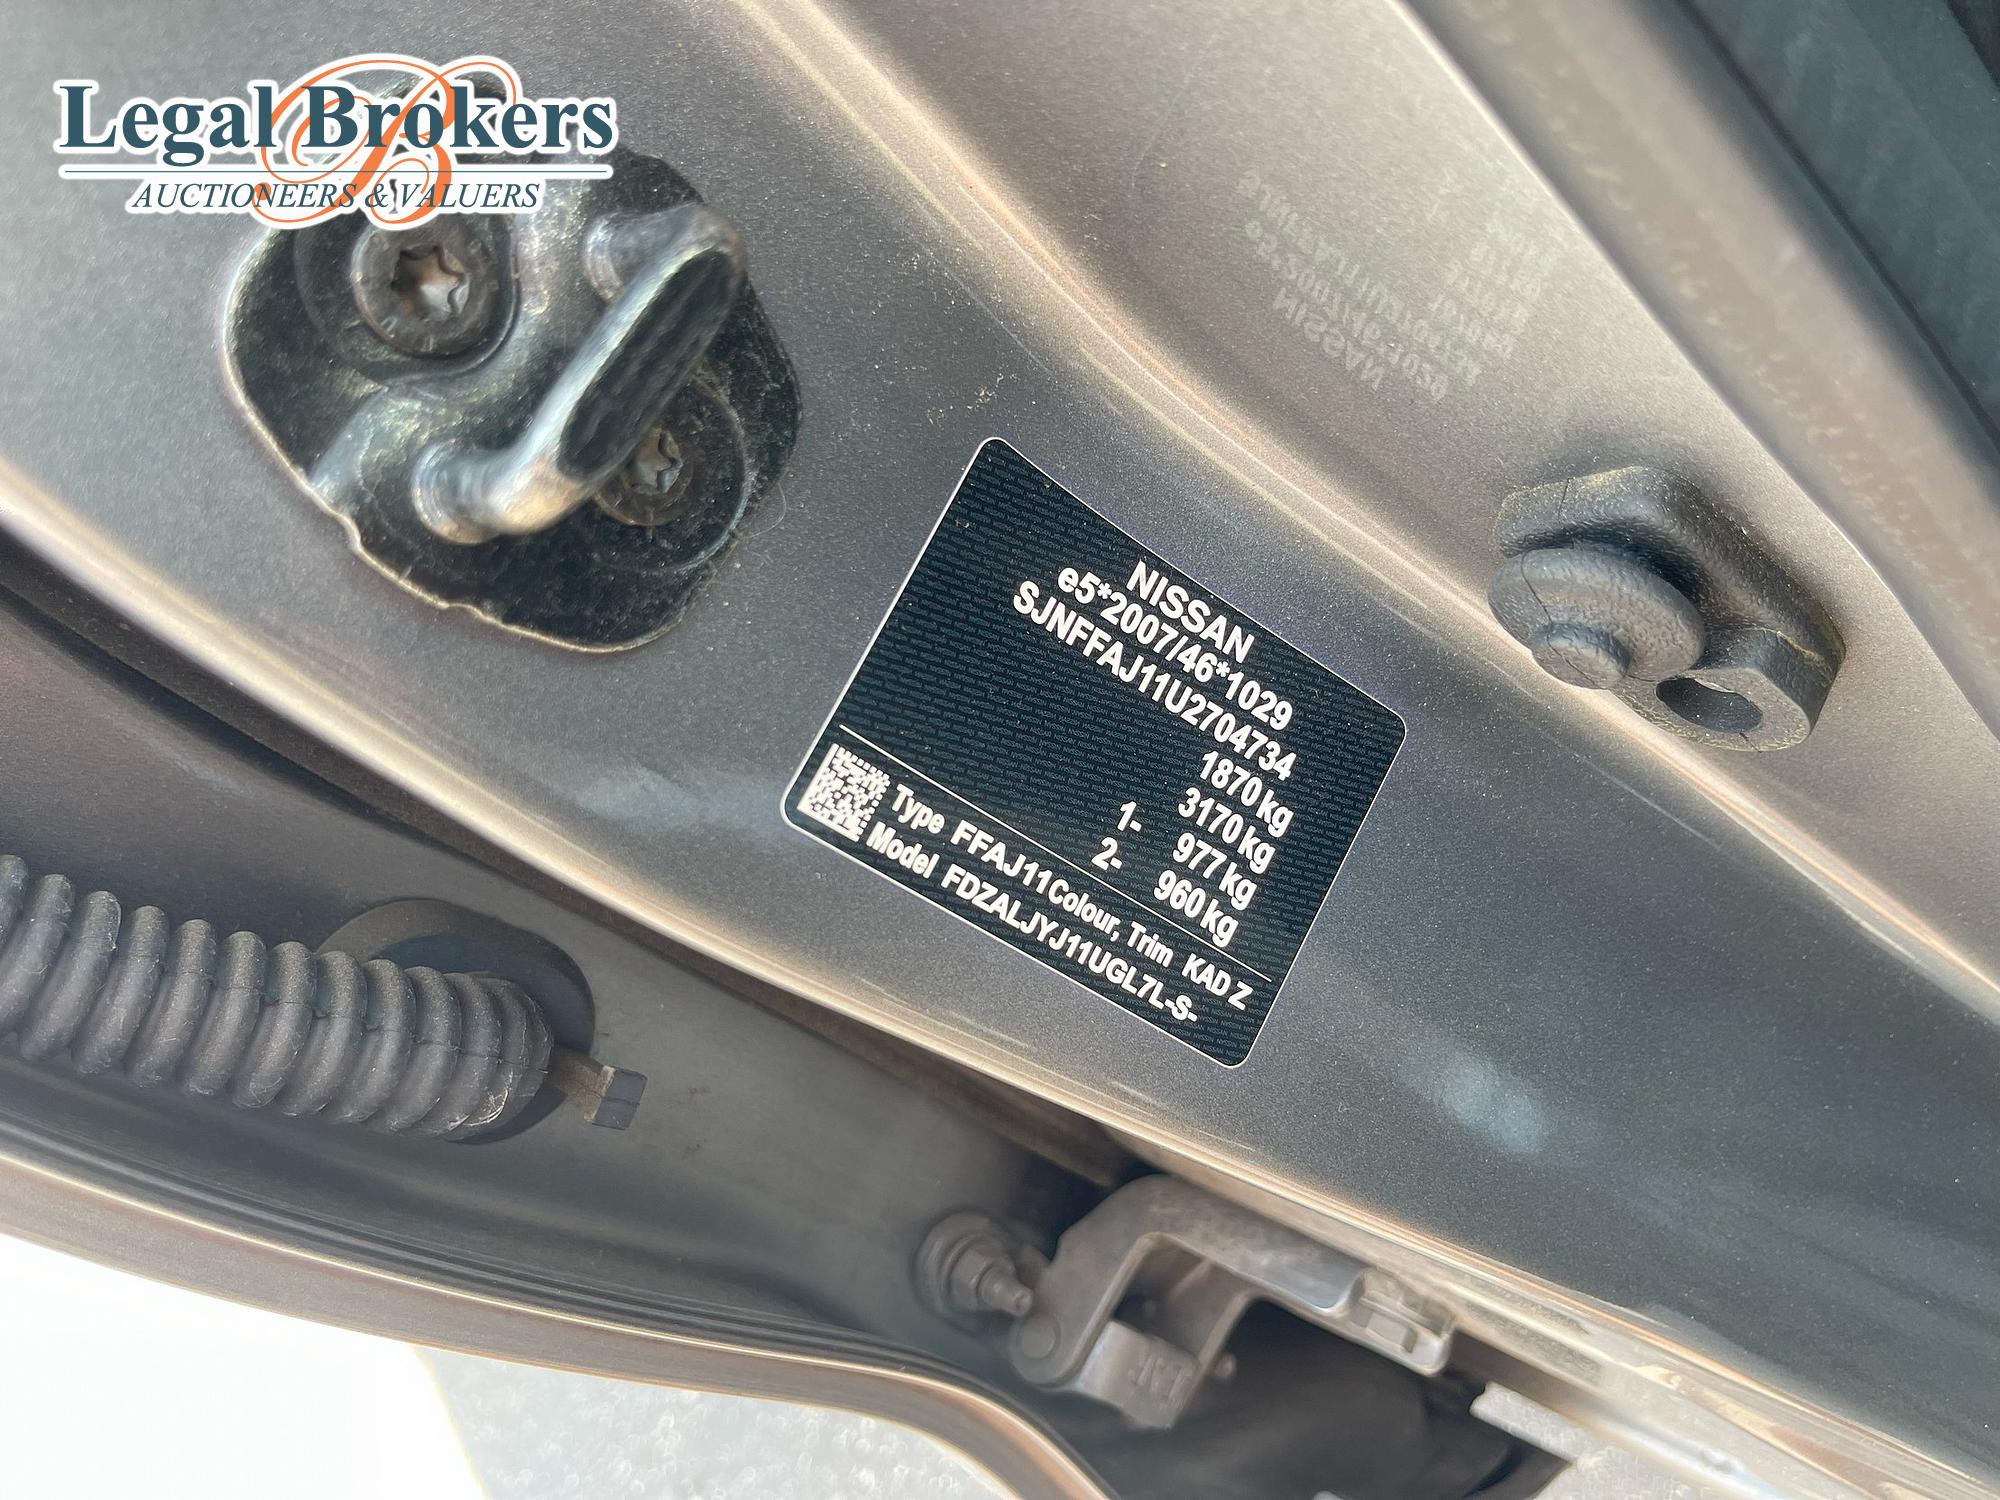 Legal Brokers
AUCTIONEERS & VALUERS
NISSAN
e5*2007/46*1029
SJNFFAJ11U2704734
1870 kg
3170 kg
1- 977 kg
2- 960 kg
Type FFAJ11 Colour, Trim KAD Z
Model FDZALJYJ11UGL7L-S-